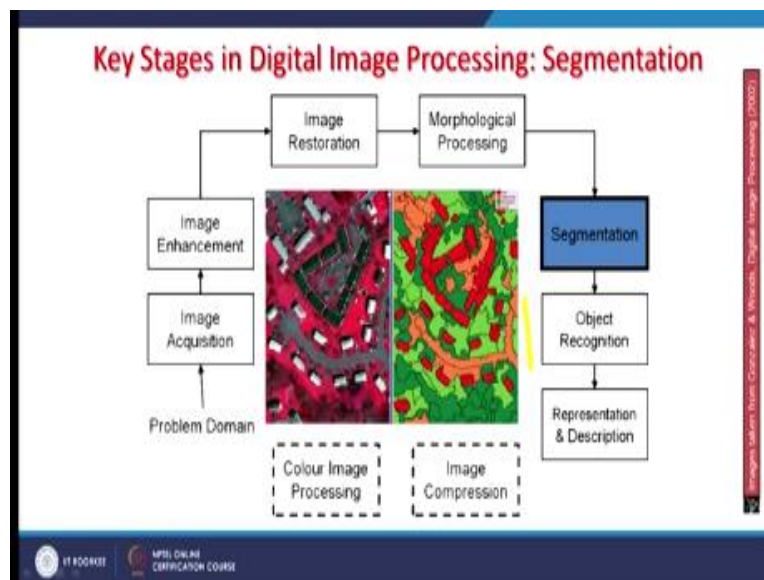 Key Stages in Digital Image Processing: Segmentation
Image
Restoration
Morphological
Processing
Image
Enhancement
Segmentation
Image
Acquisition
Object
Recognition
Problem Domain
Representation
& Description
Colour Image
Processing
Image
Compression
Images taken from Gonzalez & Woods, Digital Image Processing (2002)
IIT ROORKEE
NPTEL ONLINE
CERTIFICATION COURSE